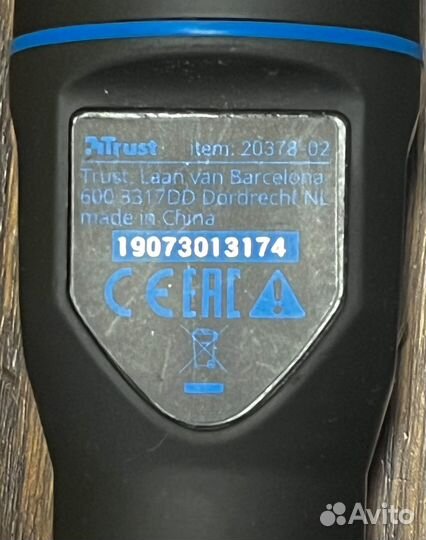 Trust item: 20378-02
Trust, Laan van Barcelona
600 3317DD Dordrecht NL
made in China
19073013174
CE EAC
Avito